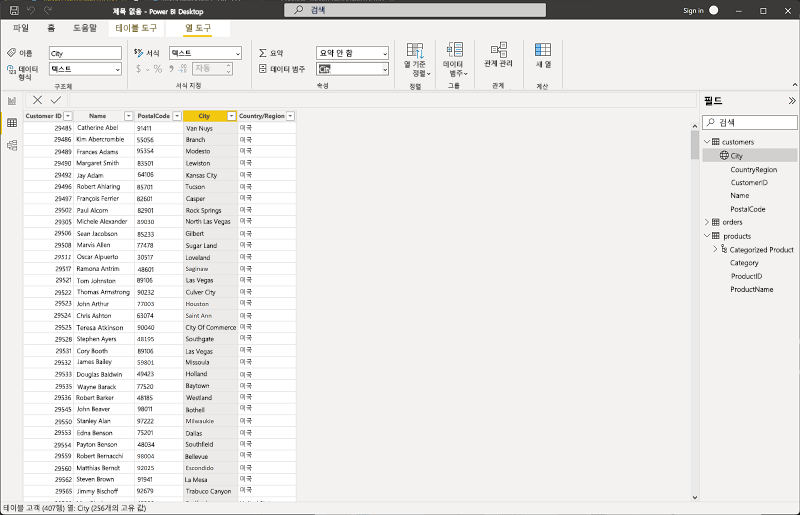 제목 없음 - Power BI Desktop
검색
Sign in
파일 홈 도움말 테이블 도구 열 도구
이름 City
데이터 형식 텍스트
구조체
서식 텍스트
$ % 자동
서식 지정
요약 요약 안 함
데이터 범주 City
속성
열 기준 정렬
정렬
데이터 범주
그룹
관계 관리
관계
새 열
계산
Customer ID Name PostalCode City Country/Region
29485 Catherine Abel 91411 Van Nuys 미국
29486 Kim Abercrombie 55056 Branch 미국
29489 Frances Adams 95354 Modesto 미국
29490 Margaret Smith 83501 Lewiston 미국
29492 Jay Adam 64106 Kansas City 미국
29496 Robert Ahlaring 85701 Tucson 미국
29497 François Ferrier 82601 Casper 미국
29502 Paul Alcorn 82901 Rock Springs 미국
29305 Michele Alexander 89030 North Las Vegas 미국
29506 Sean Jacobson 85233 Gilbert 미국
29508 Marvis Allen 77478 Sugar Land 미국
29511 Oscar Alpuerto 30517 Loveland 미국
29517 Ramona Antrim 48601 Saginaw 미국
29521 Tom Johnston 89106 Las Vegas 미국
29522 Thomas Armstrong 90232 Culver City 미국
29523 John Arthur 77003 Houston 미국
29524 Chris Ashton 63074 Saint Ann 미국
29525 Teresa Atkinson 90040 City Of Commerce 미국
29528 Stephen Ayers 48195 Southgate 미국
29531 Cory Booth 89106 Las Vegas 미국
29532 James Bailey 59801 Missoula 미국
29533 Douglas Baldwin 49423 Holland 미국
29535 Wayne Barack 77520 Baytown 미국
29536 Robert Barker 48185 Westland 미국
29545 John Beaver 98011 Bothell 미국
29550 Stanley Alan 97222 Milwaukie 미국
29553 Edna Benson 75201 Dallas 미국
29554 Payton Benson 48034 Southfield 미국
29559 Robert Bernacchi 98004 Bellevue 미국
29560 Matthias Berndt 92025 Escondido 미국
29562 Steven Brown 91941 La Mesa 미국
29565 Jimmy Bischoff 92679 Trabuco Canyon 미국
필드
검색
customers
City
CountryRegion
CustomerID
Name
PostalCode
orders
products
Categorized Product
Category
ProductID
ProductName
테이블 고객 (407행) 열: City (256개의 고유 값)